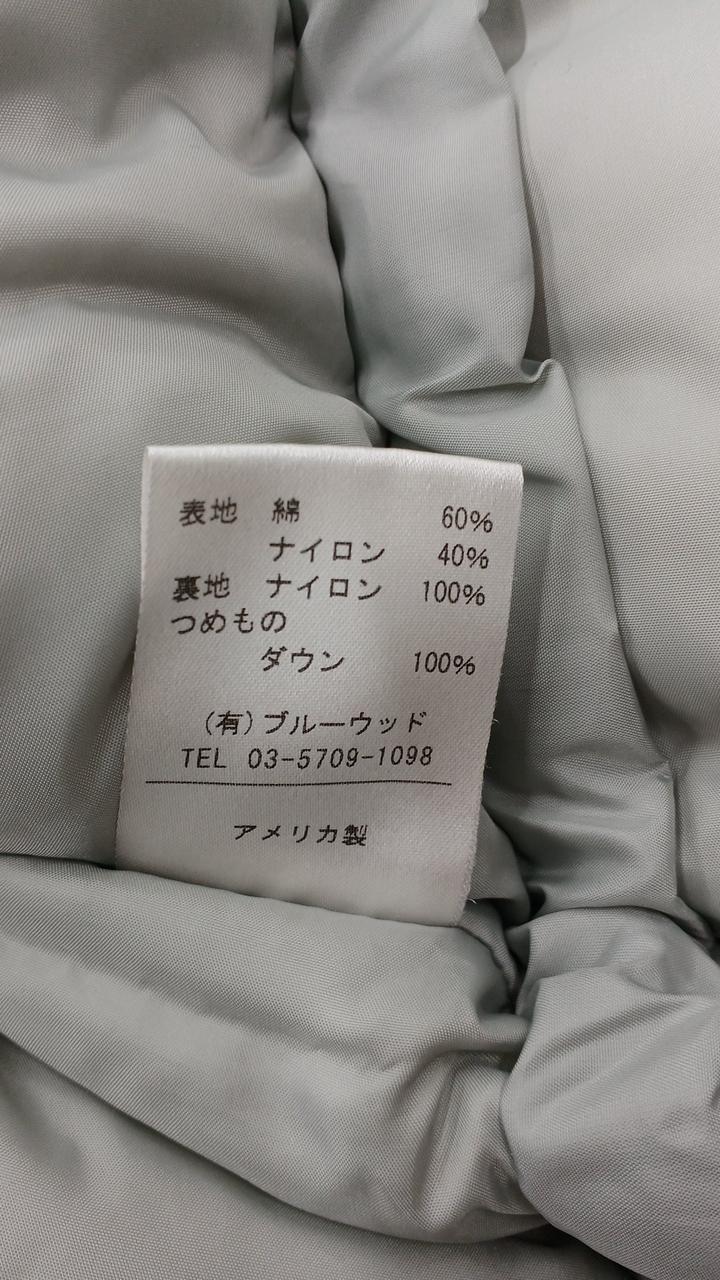 表地 綿 60%
ナイロン 40%
裏地 ナイロン 100%
つめもの
ダウン 100%
(有)ブルーウッド
TEL 03-5709-1098
アメリカ製